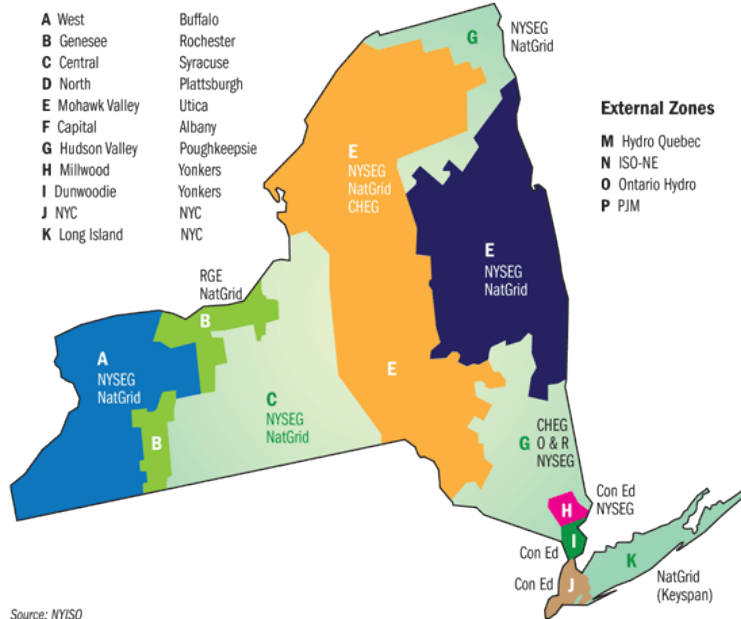 A West Buffalo
B Genesee Rochester
C Central Syracuse
D North Plattsburgh
E Mohawk Valley Utica
F Capital Albany
G Hudson Valley Poughkeepsie
H Millwood Yonkers
I Dunwoodie Yonkers
J NYC NYC
K Long Island NYC
External Zones
M Hydro Quebec
N ISO-NE
O Ontario Hydro
P PJM
G
NYSEG
NatGrid
E
NYSEG
NatGrid
CHEG
E
NYSEG
NatGrid
RGE
NatGrid
B
A
NYSEG
NatGrid
B
C
NYSEG
NatGrid
E
G
CHEG
O & R
NYSEG
H
Con Ed
NYSEG
I
Con Ed
J
Con Ed
K
NatGrid
(Keyspan)
Source: NYISO